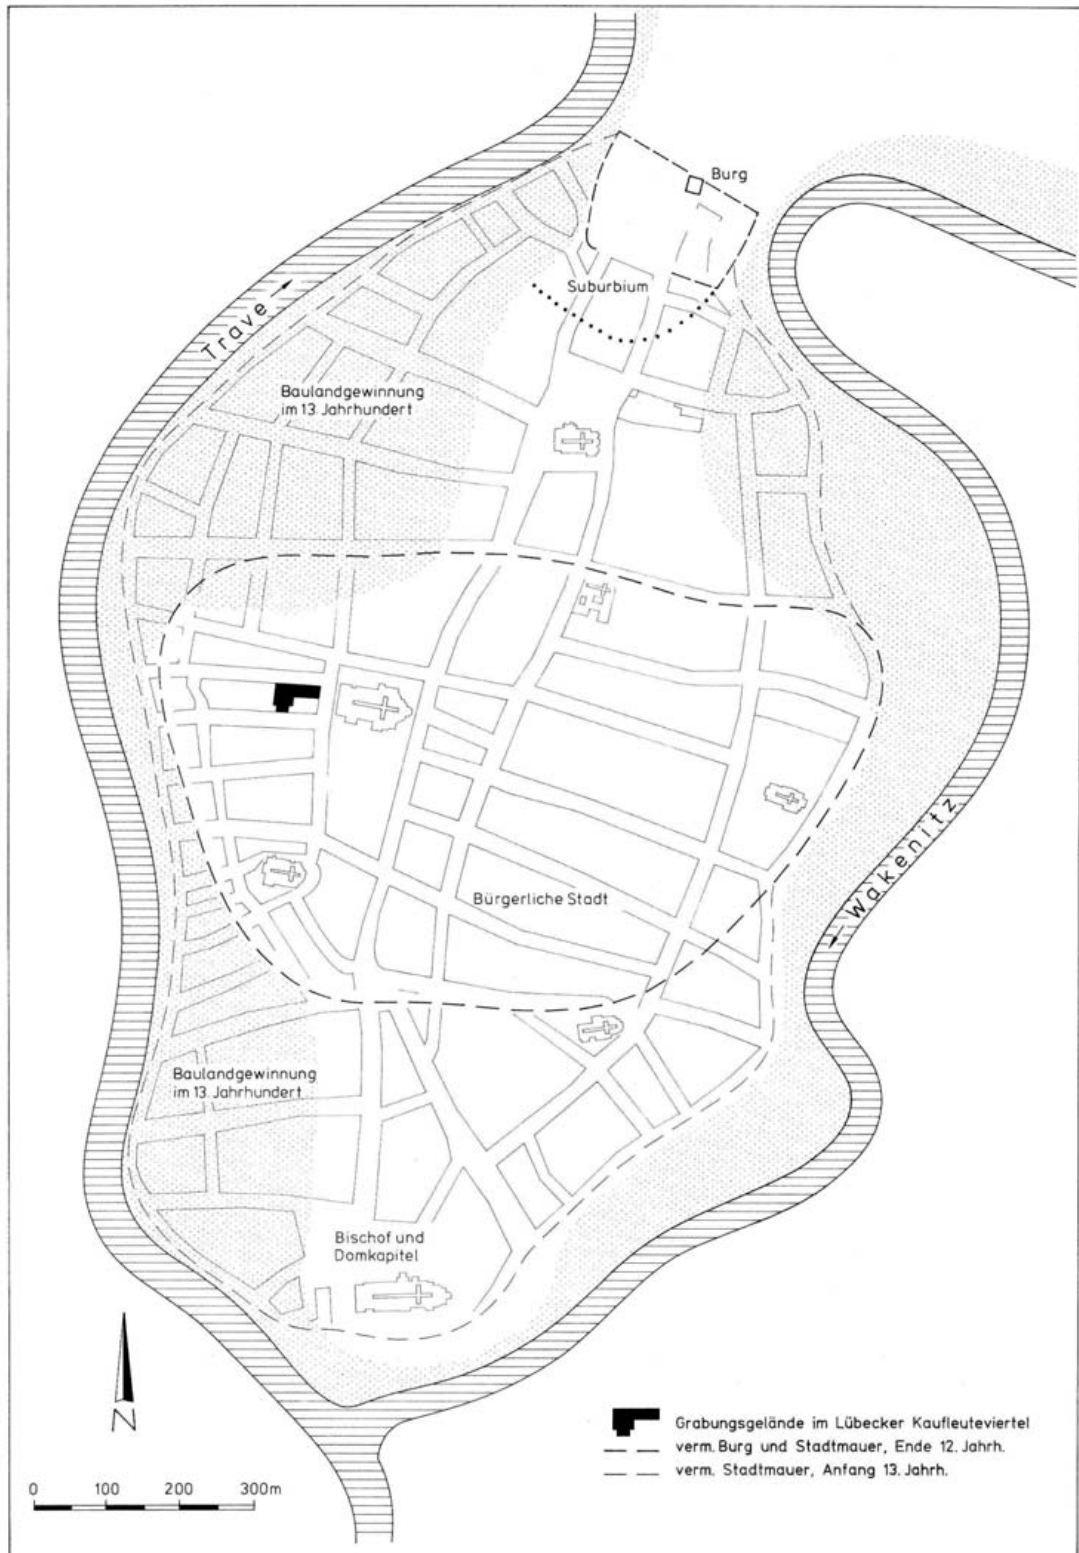 Burg
Suburbium
Trave
Baulandgewinnung
im 13. Jahrhundert
Bürgerliche Stadt
Wakenitz
Baulandgewinnung
im 13. Jahrhundert
Bischof und
Domkapitel
N
Grabungsgelände im Lübecker Kaufleuteviertel
verm. Burg und Stadtmauer, Ende 12. Jahrh.
verm. Stadtmauer, Anfang 13. Jahrh.
0 100 200 300m